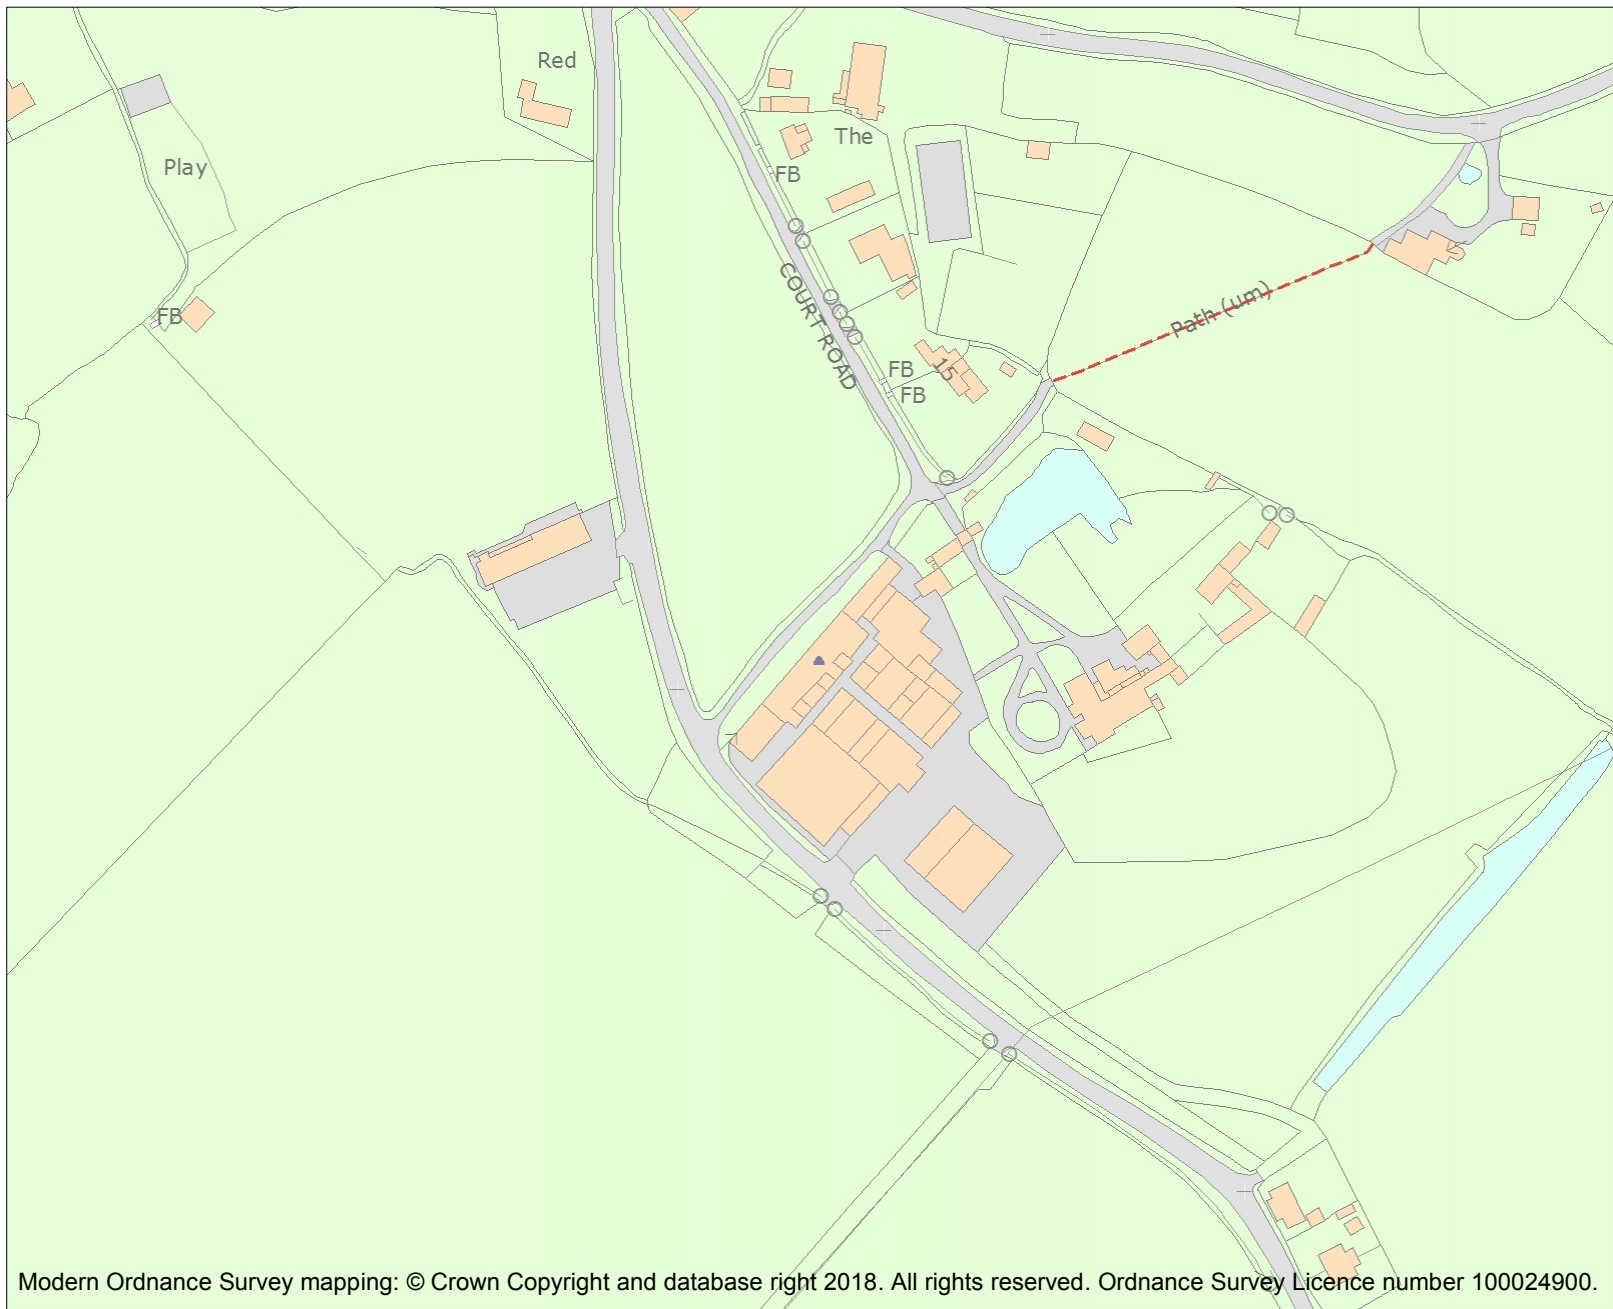 Red
The
Play
FB
COURT ROAD
Path (um)
FB
15
FB
FB
Modern Ordnance Survey mapping: © Crown Copyright and database right 2018. All rights reserved. Ordnance Survey Licence number 100024900.